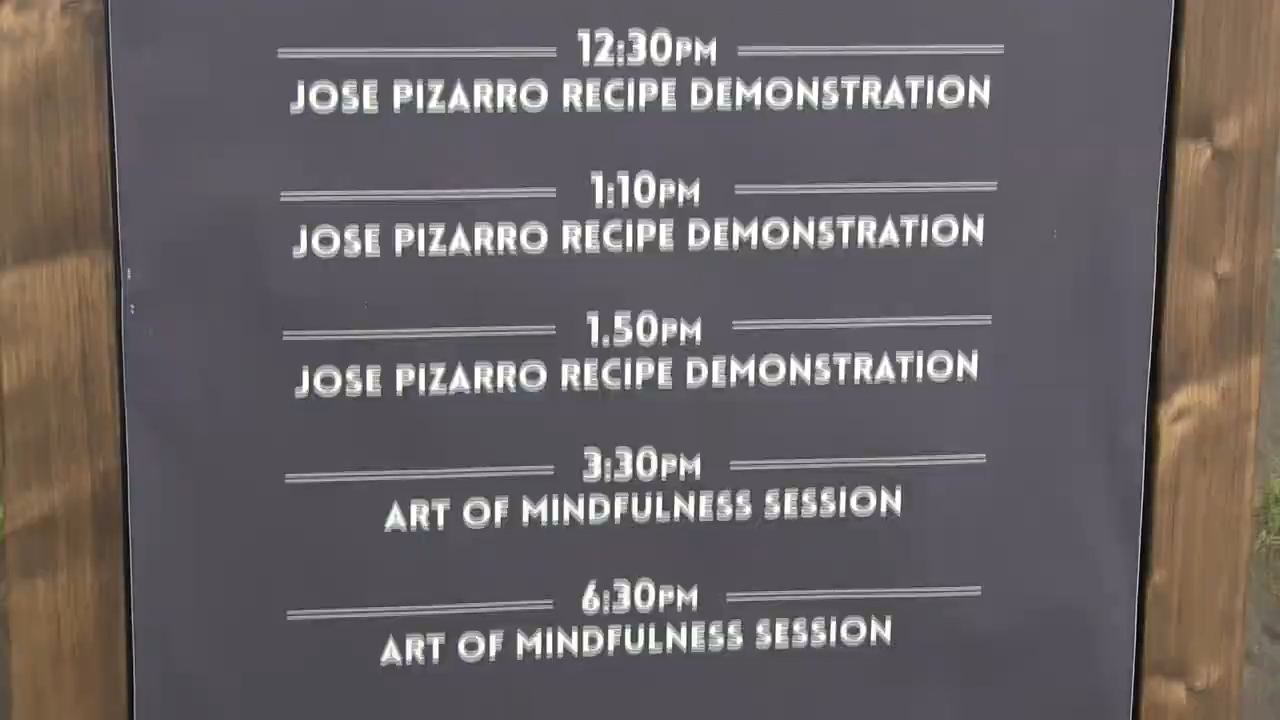 12:30PM
JOSE PIZARRO RECIPE DEMONSTRATION
1:10PM
JOSE PIZARRO RECIPE DEMONSTRATION
1.50PM
JOSE PIZARRO RECIPE DEMONSTRATION
3:30PM
ART OF MINDFULNESS SESSION
6:30PM
ART OF MINDFULNESS SESSION